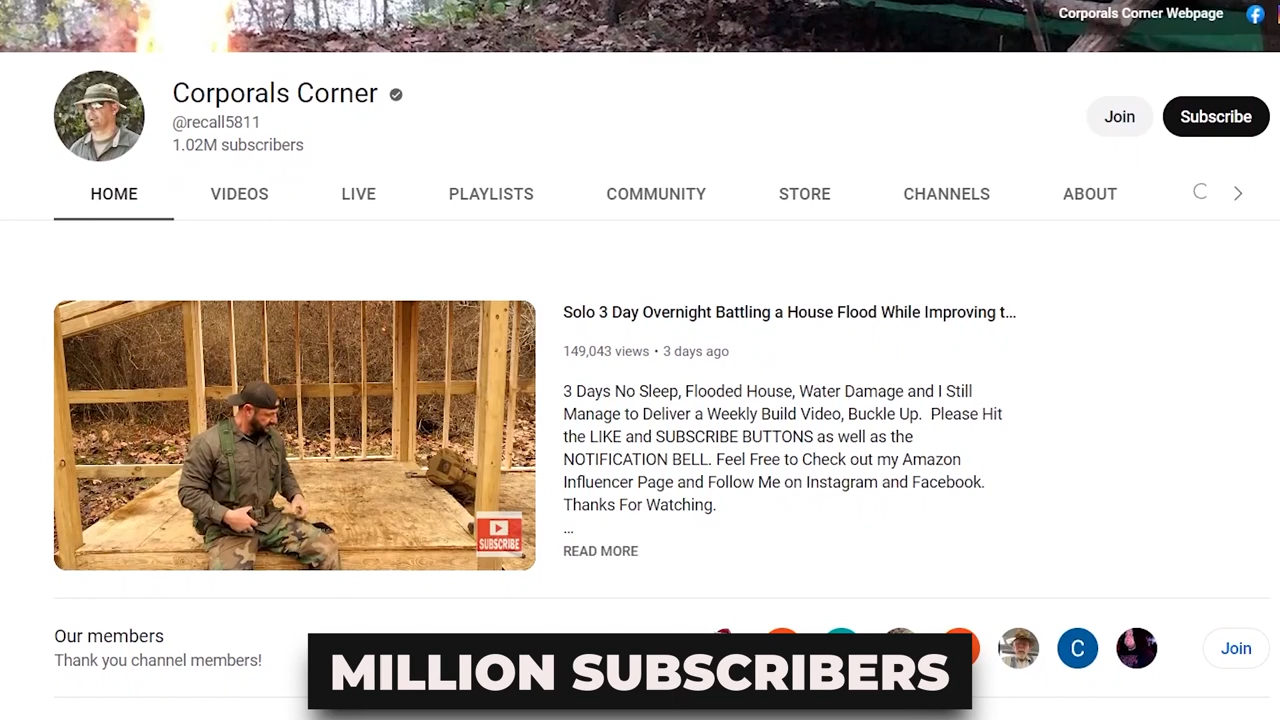 Corporals Corner Webpage
Corporals Corner
@recall5811
1.02M subscribers
Join
Subscribe
HOME
VIDEOS
LIVE
PLAYLISTS
COMMUNITY
STORE
CHANNELS
ABOUT
Solo 3 Day Overnight Battling a House Flood While Improving t...
149,043 views • 3 days ago
3 Days No Sleep, Flooded House, Water Damage and I Still
Manage to Deliver a Weekly Build Video, Buckle Up.  Please Hit
the LIKE and SUBSCRIBE BUTTONS as well as the
NOTIFICATION BELL. Feel Free to Check out my Amazon
Influencer Page and Follow Me on Instagram and Facebook.
Thanks For Watching.
...
READ MORE
SUBSCRIBE
Our members
Thank you channel members!
C
Join
MILLION SUBSCRIBERS